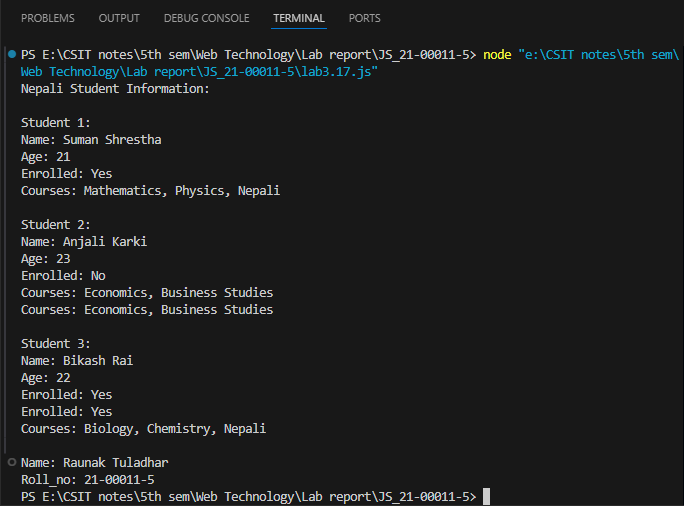 PROBLEMS OUTPUT DEBUG CONSOLE TERMINAL PORTS
PS E:\CSIT notes\5th sem\Web Technology\Lab report\JS_21-00011-5> node "e:\CSIT notes\5th sem\
Web Technology\Lab report\JS_21-00011-5\lab3.17.js"
Nepali Student Information:
Student 1:
Name: Suman Shrestha
Age: 21
Enrolled: Yes
Courses: Mathematics, Physics, Nepali
Student 2:
Name: Anjali Karki
Age: 23
Enrolled: No
Courses: Economics, Business Studies
Courses: Economics, Business Studies
Student 3:
Name: Bikash Rai
Age: 22
Enrolled: Yes
Enrolled: Yes
Courses: Biology, Chemistry, Nepali
Name: Raunak Tuladhar
Roll_no: 21-00011-5
PS E:\CSIT notes\5th sem\Web Technology\Lab report\JS_21-00011-5>